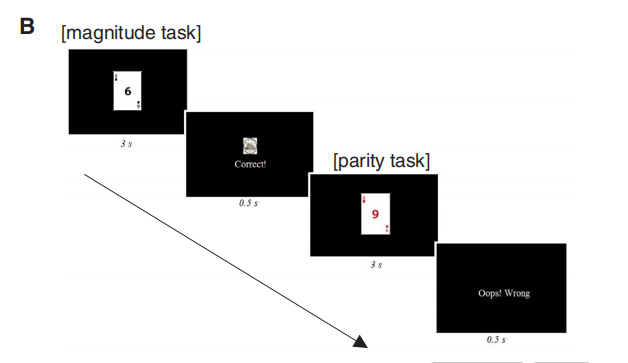 B
[magnitude task]
6
3 s
Correct!
0.5 s
[parity task]
9
3 s
Oops! Wrong
0.5 s